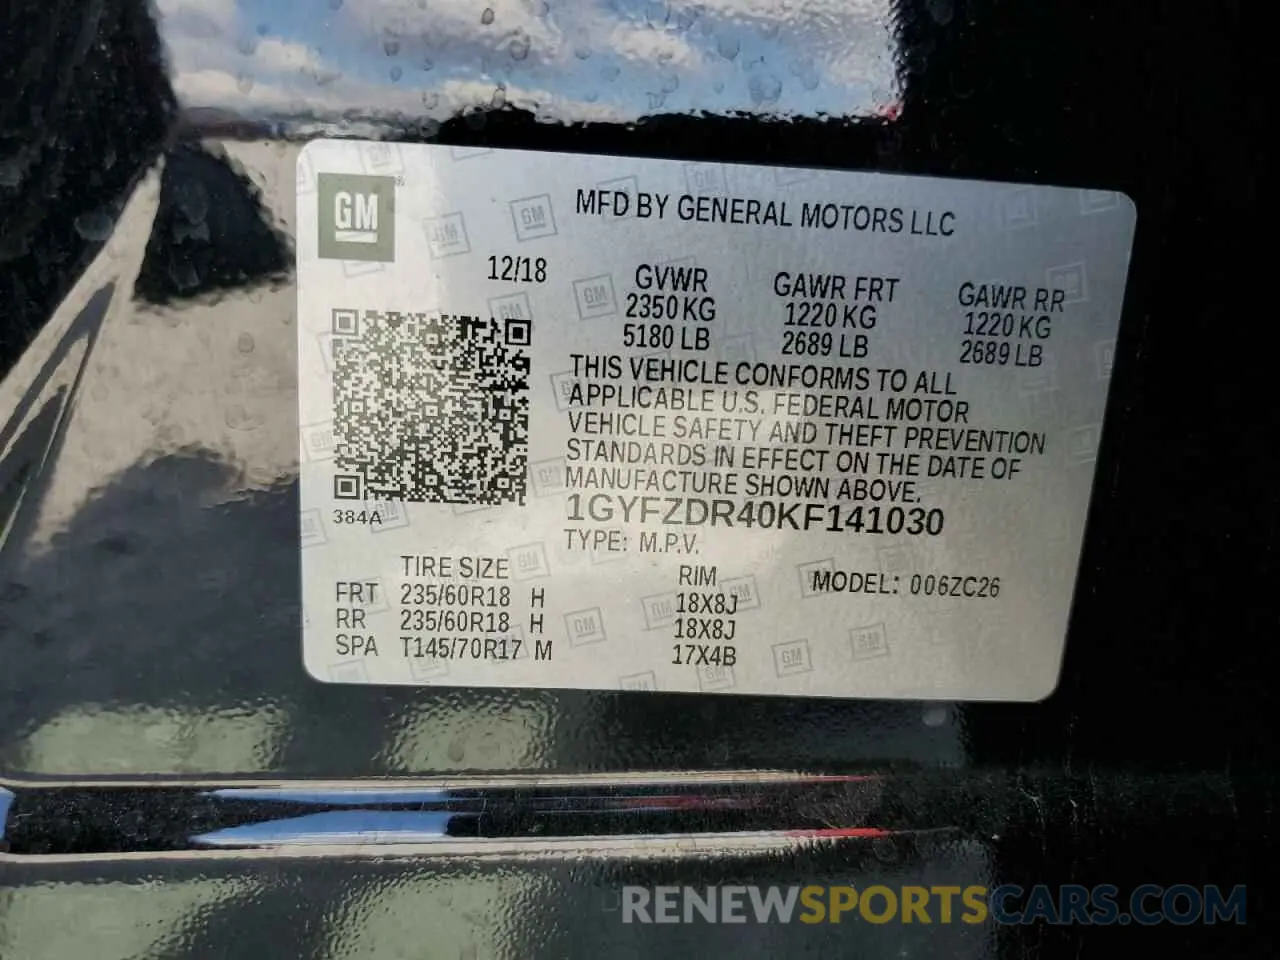 GM ®
MFD BY GENERAL MOTORS LLC
12/18
GVWR GAWR FRT GAWR RR
2350 KG 1220 KG 1220 KG
5180 LB 2689 LB 2689 LB
THIS VEHICLE CONFORMS TO ALL
APPLICABLE U.S. FEDERAL MOTOR
VEHICLE SAFETY AND THEFT PREVENTION
STANDARDS IN EFFECT ON THE DATE OF
MANUFACTURE SHOWN ABOVE.
384A
1GYFZDR40KF141030
TYPE: M.P.V.
TIRE SIZE RIM MODEL: 006ZC26
FRT 235/60R18 H 18X8J
RR 235/60R18 H 18X8J
SPA T145/70R17 M 17X4B
RENEWSPORTSCARS.COM